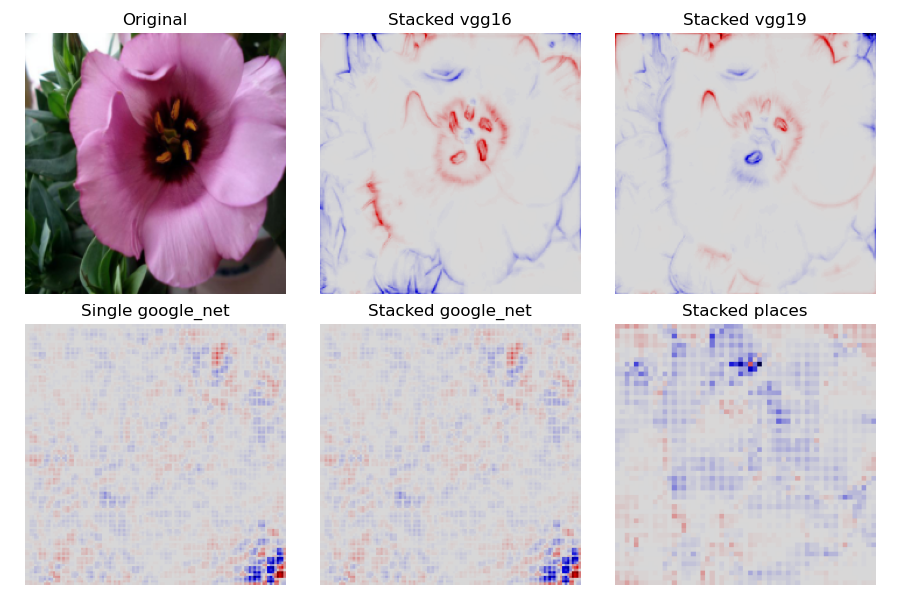 Original
Stacked vgg16
Stacked vgg19
Single google_net
Stacked google_net
Stacked places